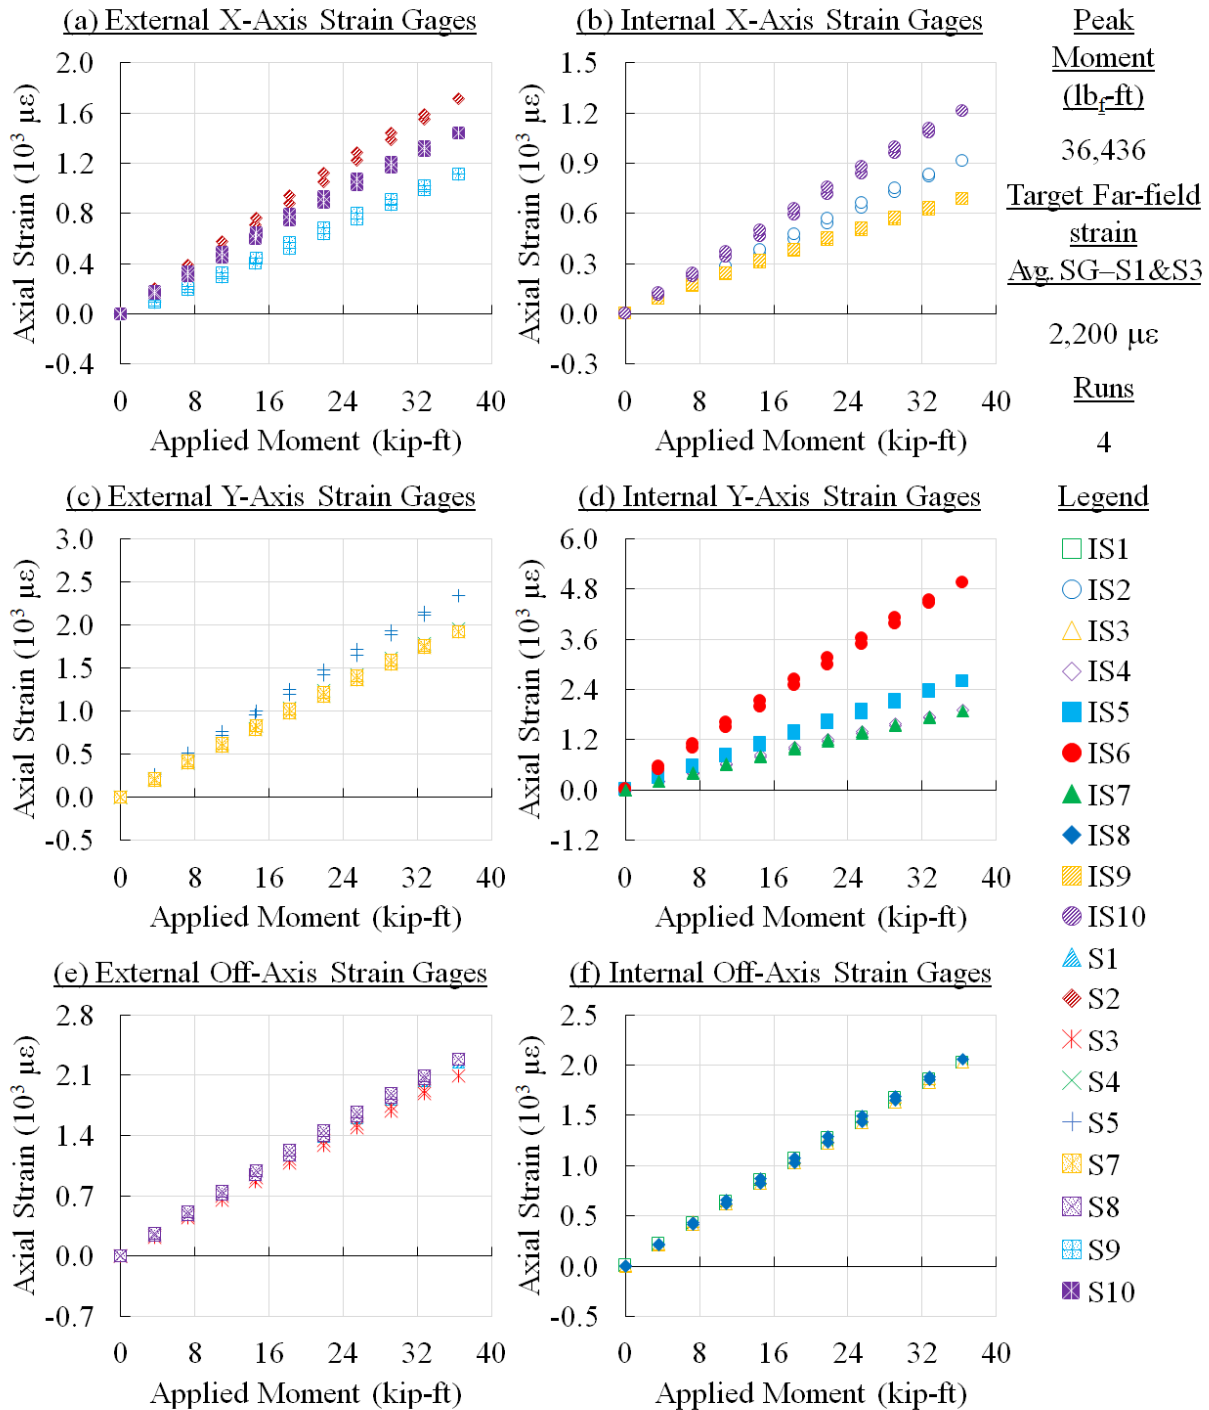 (a) External X-Axis Strain Gages
Axial Strain (10³ µε)
2.0
1.6
1.2
0.8
0.4
0.0
-0.4
0 8 16 24 32 40
Applied Moment (kip-ft)
(b) Internal X-Axis Strain Gages
Axial Strain (10³ µε)
1.5
1.2
0.9
0.6
0.3
0.0
-0.3
0 8 16 24 32 40
Applied Moment (kip-ft)
Peak
Moment
(lbf-ft)
36,436
Target Far-field
strain
Avg. SG–S1&S3
2,200 µε
Runs
4
(c) External Y-Axis Strain Gages
Axial Strain (10³ µε)
3.0
2.5
2.0
1.5
1.0
0.5
0.0
-0.5
0 8 16 24 32 40
Applied Moment (kip-ft)
(d) Internal Y-Axis Strain Gages
Axial Strain (10³ µε)
6.0
4.8
3.6
2.4
1.2
0.0
-1.2
0 8 16 24 32 40
Applied Moment (kip-ft)
(e) External Off-Axis Strain Gages
Axial Strain (10³ µε)
2.8
2.1
1.4
0.7
0.0
-0.7
0 8 16 24 32 40
Applied Moment (kip-ft)
(f) Internal Off-Axis Strain Gages
Axial Strain (10³ µε)
2.5
2.0
1.5
1.0
0.5
0.0
-0.5
0 8 16 24 32 40
Applied Moment (kip-ft)
Legend
IS1
IS2
IS3
IS4
IS5
IS6
IS7
IS8
IS9
IS10
S1
S2
S3
S4
S5
S7
S8
S9
S10